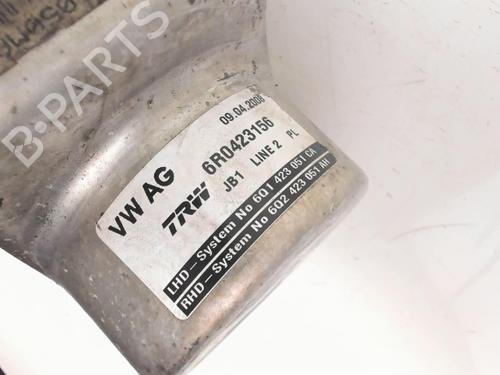 B-PARTS
09.04.2008
VW AG 6R0423156
TRW JB1 LINE 2 PL
LHD - System No 6Q1 423 051 CA
RHD - System No 6Q2 423 051 AH